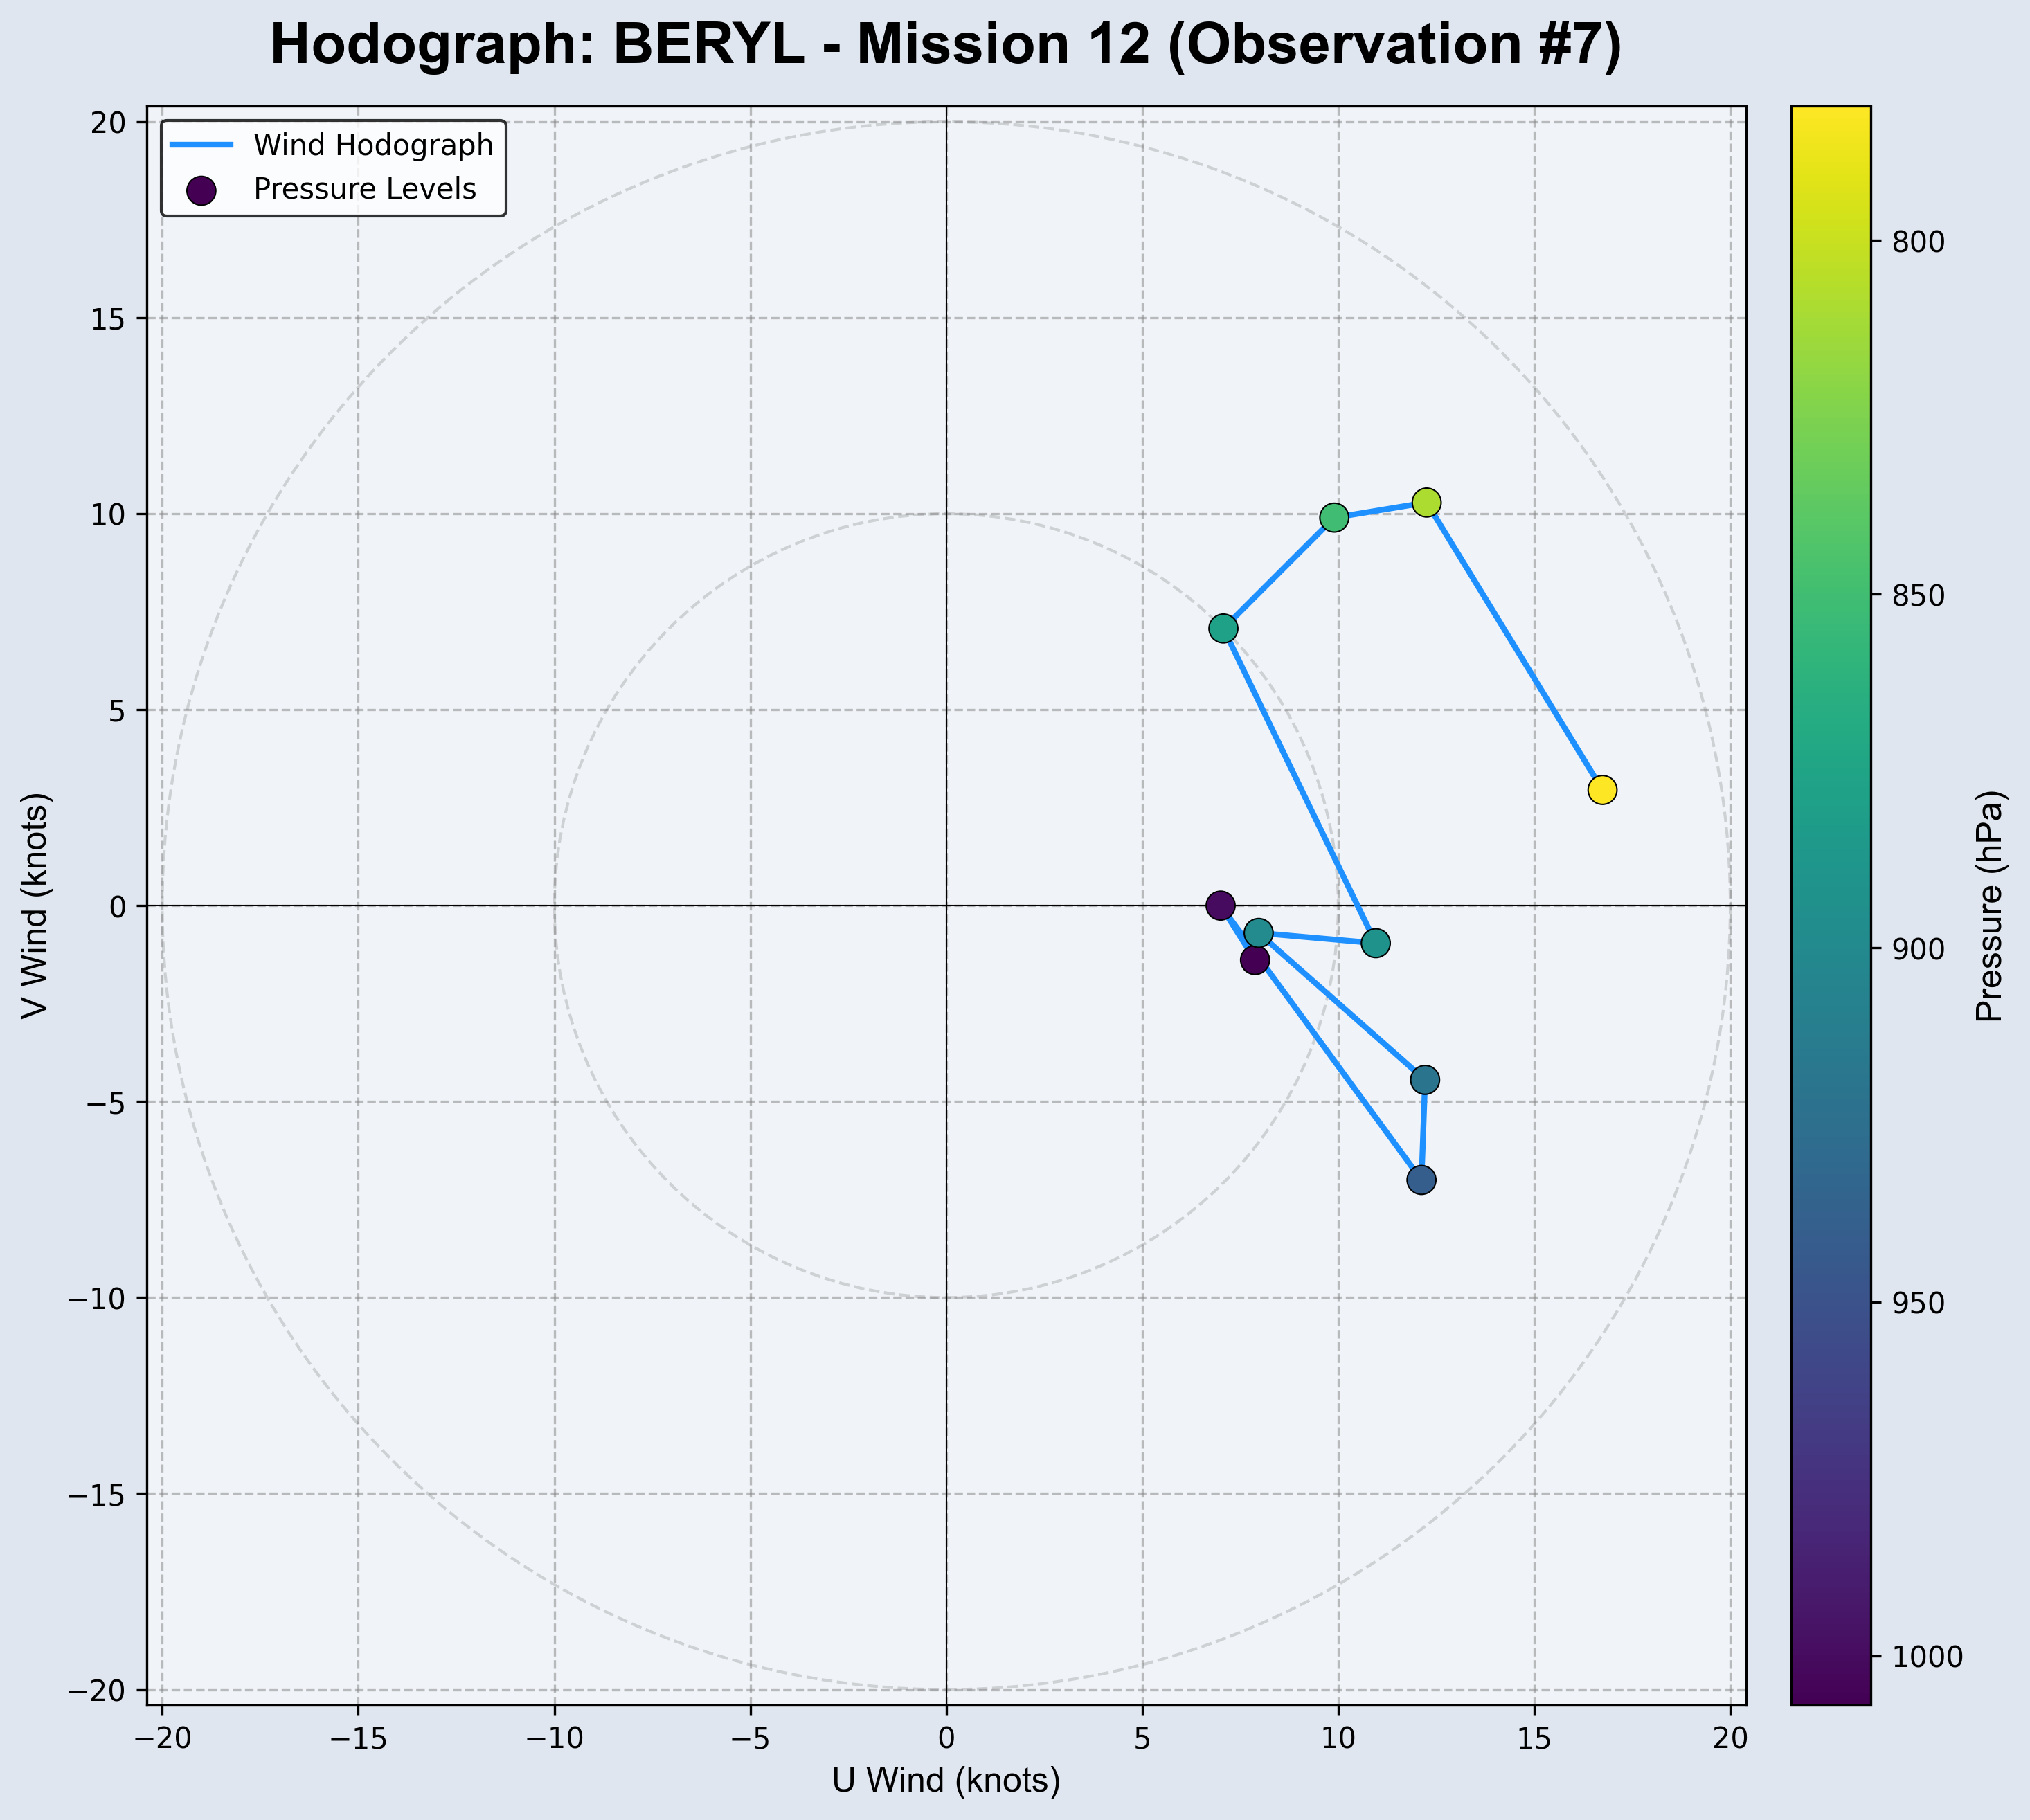 Hodograph: BERYL - Mission 12 (Observation #7)
Wind Hodograph
Pressure Levels
20
15
10
5
0
−5
−10
−15
−20
V Wind (knots)
−20 −15 −10 −5 0 5 10 15 20
U Wind (knots)
800
850
900
950
1000
Pressure (hPa)